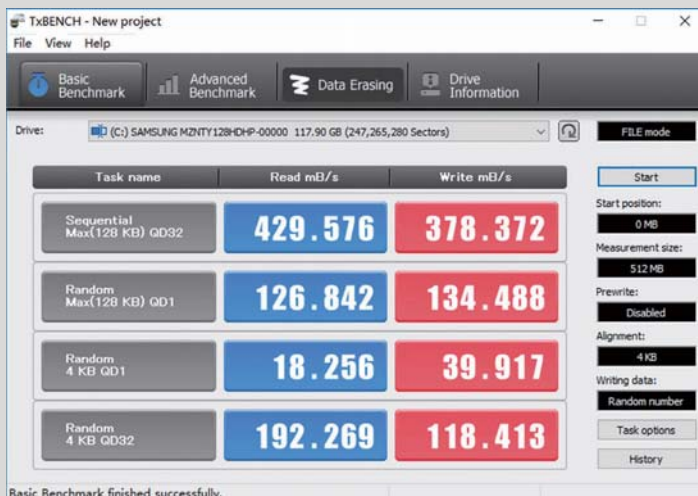 TxBENCH - New project
File View Help
Basic Benchmark
Advanced Benchmark
Data Erasing
Drive Information
Drive: (C:) SAMSUNG MZNTY128HDHP-00000 117.90 GB (247,265,280 Sectors)
FILE mode
Task name Read mB/s Write mB/s
Start
Sequential
Max(128 KB) QD32
429.576 378.372
Start position:
0 MB
Measurement size:
512 MB
Random
Max(128 KB) QD1
126.842 134.488
Prewrite:
Disabled
Alignment:
4 KB
Random
4 KB QD1
18.256 39.917
Writing data:
Random number
Random
4 KB QD32
192.269 118.413
Task options
History
Basic Benchmark finished successfully.